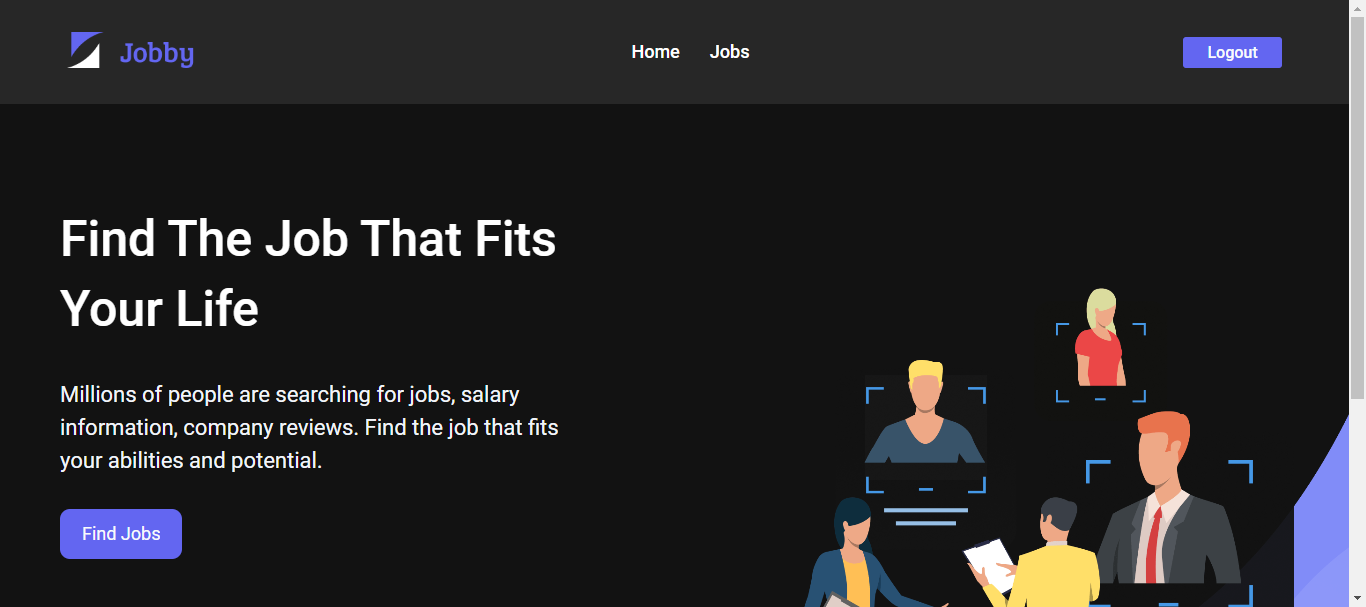 Jobby
Home Jobs
Logout
Find The Job That Fits
Your Life
Millions of people are searching for jobs, salary
information, company reviews. Find the job that fits
your abilities and potential.
Find Jobs